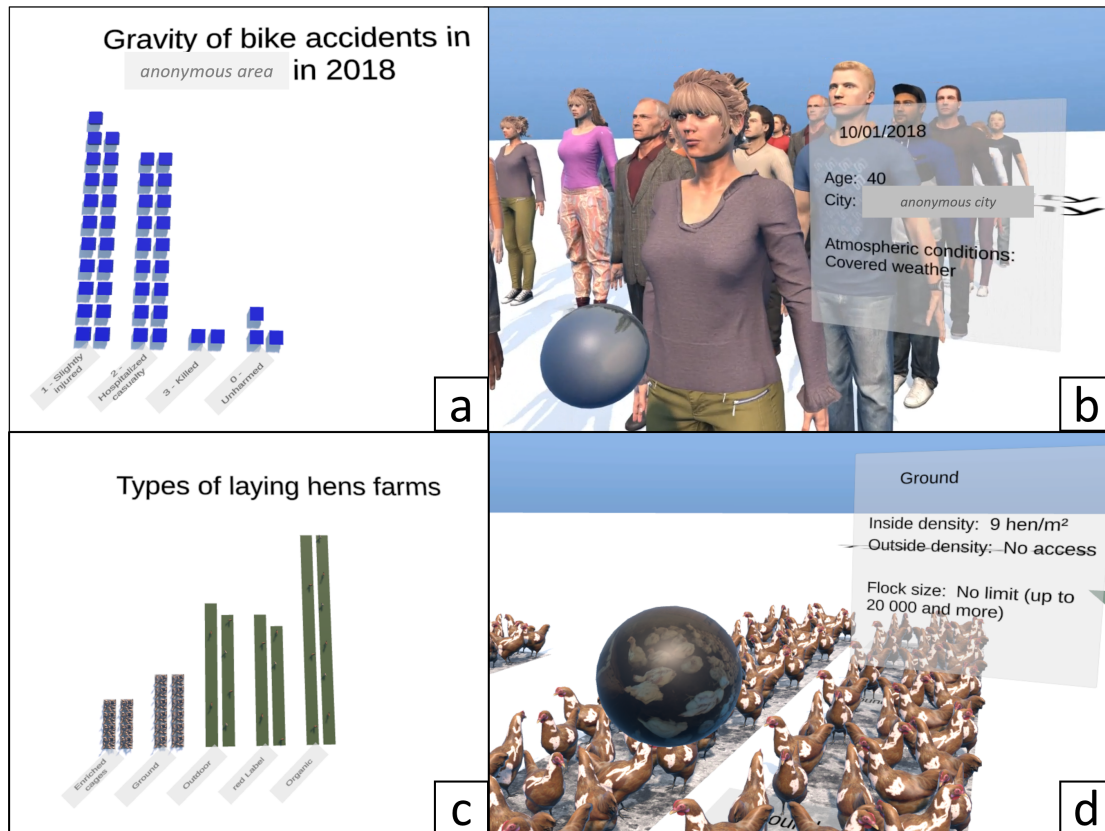 Gravity of bike accidents in
anonymous area in 2018
1 - Slightly
injured
2 -
Hospitalized
casualty
3 - Killed
0 -
Unharmed
a
10/01/2018
Age: 40
City: anonymous city
Atmospheric conditions:
Covered weather
b
Types of laying hens farms
Enriched
cages
Ground
Outdoor
red Label
Organic
c
Ground
Inside density: 9 hen/m²
Outside density: No access
Flock size: No limit (up to
20 000 and more)
d